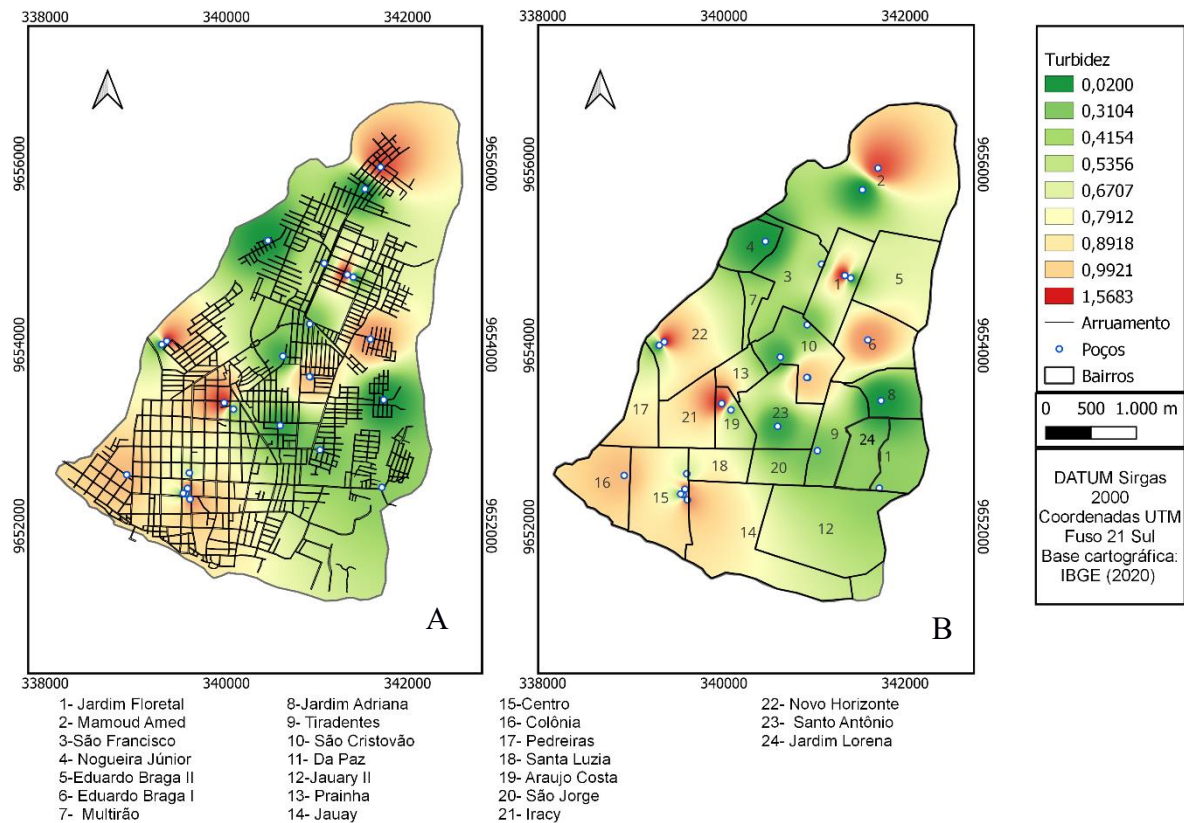 338000 340000 342000
338000 340000 342000
9656000
9654000
9652000
9656000
9654000
9652000
A
338000 340000 342000
9656000
9654000
9652000
9656000
9654000
9652000
2
4
3
1
5
7
22
10
6
13
8
17
21
19
23
9
24
11
16
18
20
15
14
12
B
338000 340000 342000
Turbidez
0,0200
0,3104
0,4154
0,5356
0,6707
0,7912
0,8918
0,9921
1,5683
Arruamento
Poços
Bairros
0 500 1.000 m
DATUM Sirgas
2000
Coordenadas UTM
Fuso 21 Sul
Base cartográfica:
IBGE (2020)
1- Jardim Floretal
2- Mamoud Amed
3-São Francisco
4- Nogueira Júnior
5-Eduardo Braga II
6- Eduardo Braga I
7- Multirão
8-Jardim Adriana
9- Tiradentes
10- São Cristovão
11- Da Paz
12-Jauary II
13- Prainha
14- Jauay
15-Centro
16- Colônia
17- Pedreiras
18- Santa Luzia
19- Araujo Costa
20- São Jorge
21- Iracy
22- Novo Horizonte
23- Santo Antônio
24- Jardim Lorena